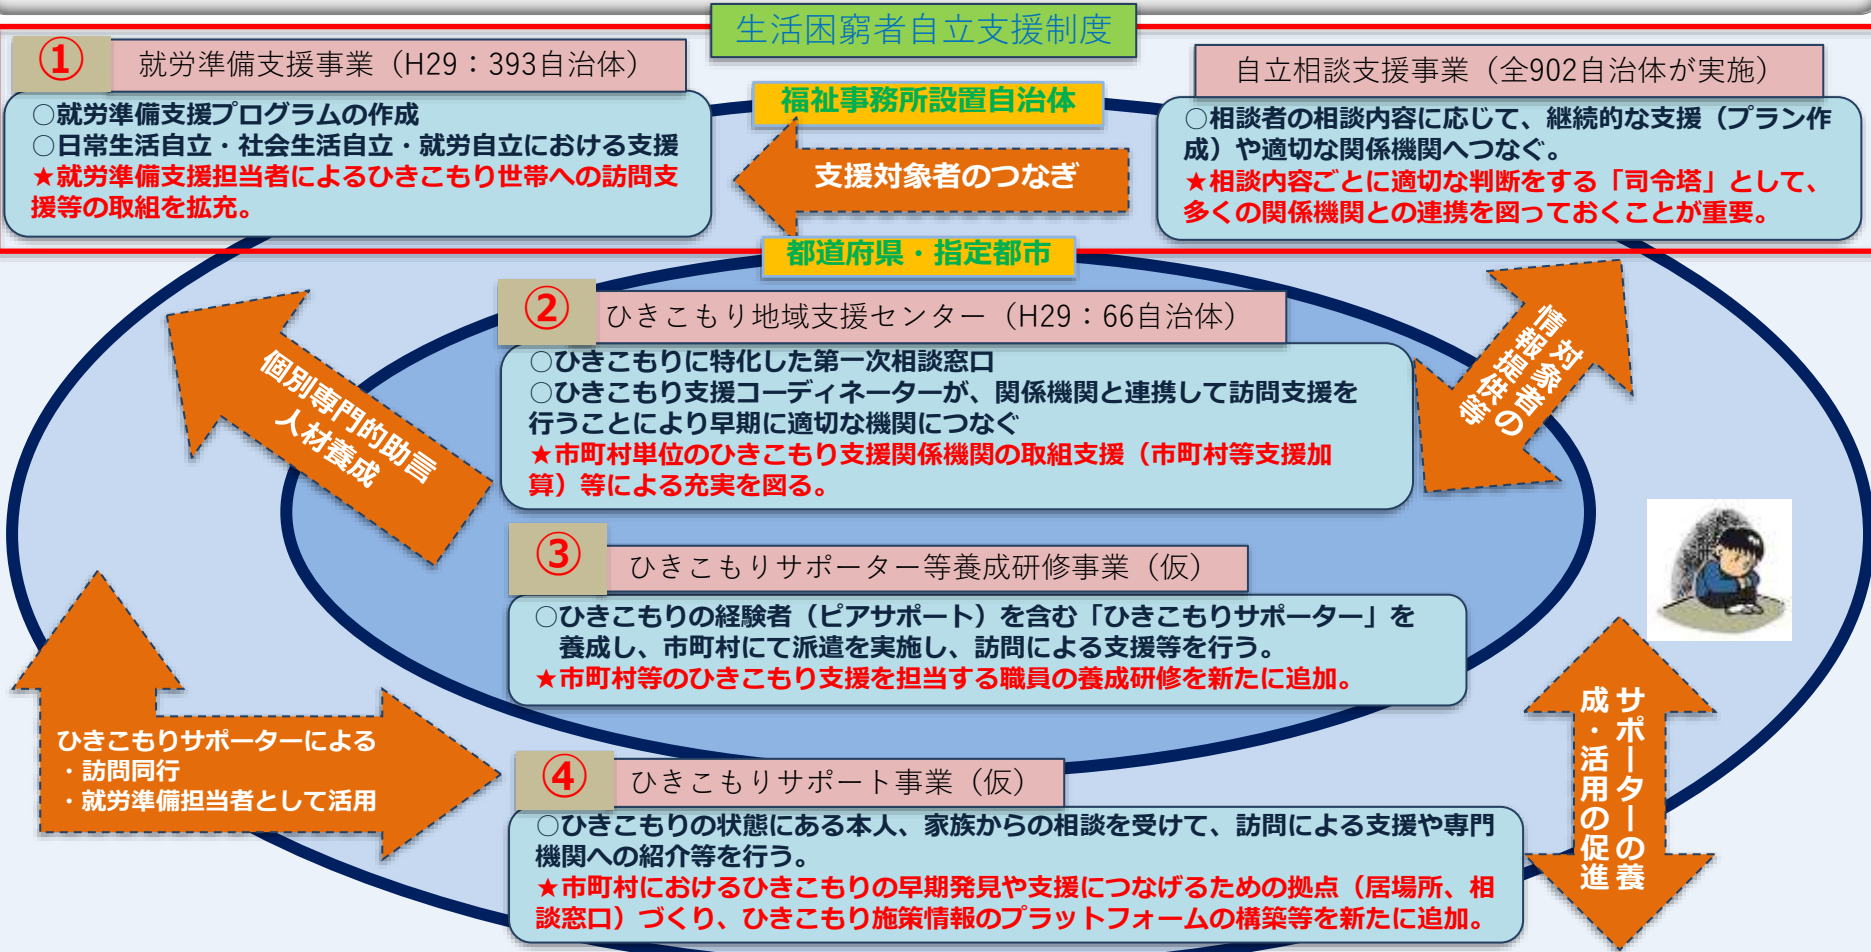 生活困窮者自立支援制度
①
就労準備支援事業（H29：393自治体）
○就労準備支援プログラムの作成
○日常生活自立・社会生活自立・就労自立における支援
★就労準備支援担当者によるひきこもり世帯への訪問支
援等の取組を拡充。
福祉事務所設置自治体
支援対象者のつなぎ
自立相談支援事業（全902自治体が実施）
○相談者の相談内容に応じて、継続的な支援（プラン作
成）や適切な関係機関へつなぐ。
★相談内容ごとに適切な判断をする「司令塔」として、
多くの関係機関との連携を図っておくことが重要。
都道府県・指定都市
②
ひきこもり地域支援センター（H29：66自治体）
○ひきこもりに特化した第一次相談窓口
○ひきこもり支援コーディネーターが、関係機関と連携して訪問支援を
行うことにより早期に適切な機関につなぐ
★市町村単位のひきこもり支援関係機関の取組支援（市町村等支援加
算）等による充実を図る。
個別専門的助言
人材養成
対象者の
情報提供等
③
ひきこもりサポーター等養成研修事業（仮）
○ひきこもりの経験者（ピアサポート）を含む「ひきこもりサポーター」を
養成し、市町村にて派遣を実施し、訪問による支援等を行う。
★市町村等のひきこもり支援を担当する職員の養成研修を新たに追加。
ひきこもりサポーターによる
・訪問同行
・就労準備担当者として活用
④
ひきこもりサポート事業（仮）
○ひきこもりの状態にある本人、家族からの相談を受けて、訪問による支援や専門
機関への紹介等を行う。
★市町村におけるひきこもりの早期発見や支援につなげるための拠点（居場所、相
談窓口）づくり、ひきこもり施策情報のプラットフォームの構築等を新たに追加。
サポーターの養
成・活用の促進